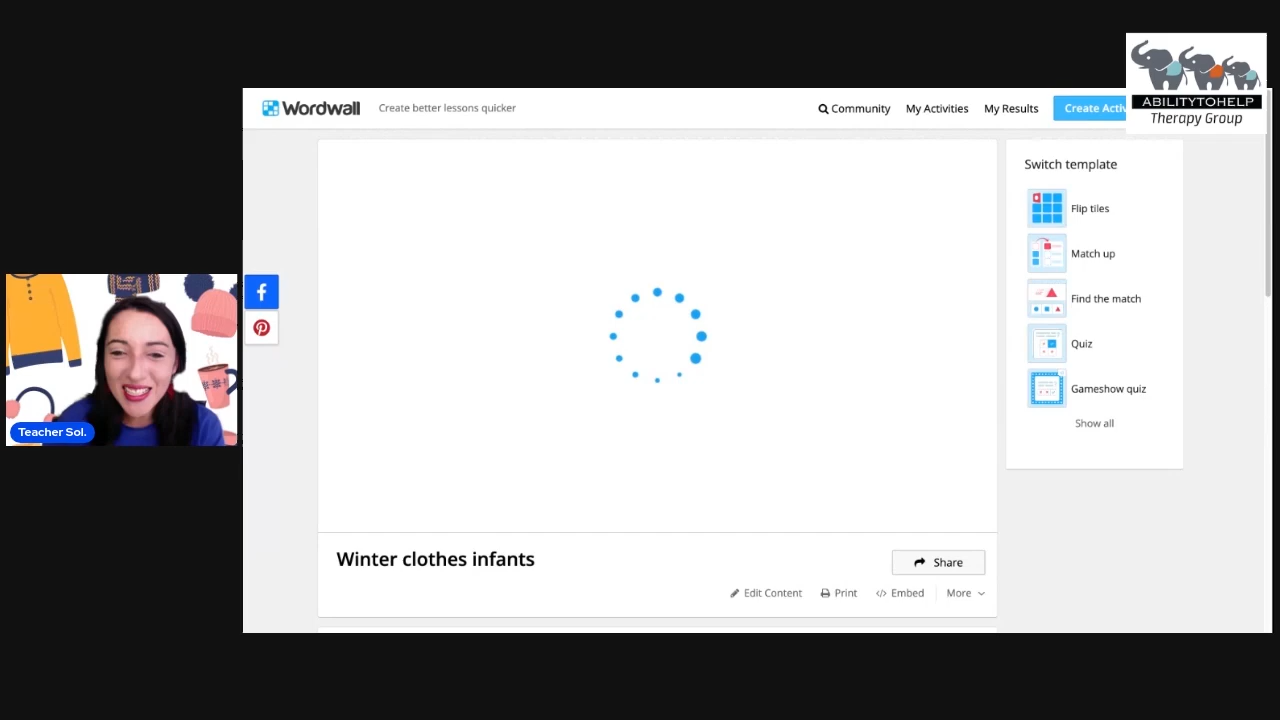 ABILITYTOHELP
Therapy Group
Wordwall
Create better lessons quicker
Community
My Activities
My Results
Create Activ
Switch template
Flip tiles
Match up
Find the match
Quiz
Gameshow quiz
Show all
Teacher Sol.
Winter clothes infants
Share
Edit Content
Print
Embed
More